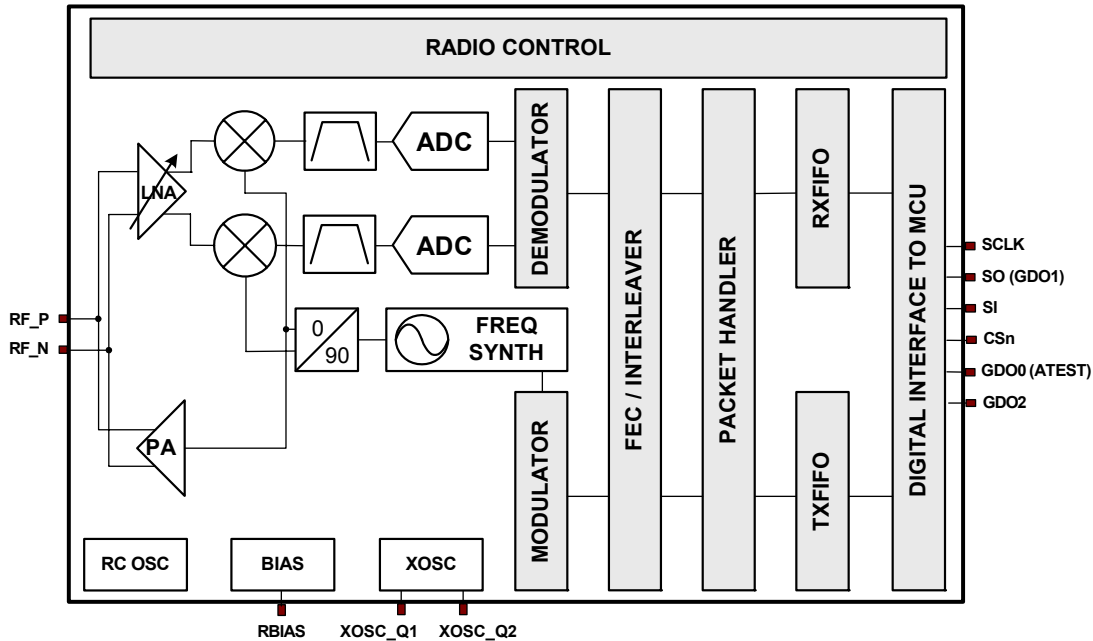 RADIO CONTROL
LNA
ADC
ADC
DEMODULATOR
FEC / INTERLEAVER
PACKET HANDLER
RXFIFO
DIGITAL INTERFACE TO MCU
SCLK
SO (GDO1)
SI
CSn
GDO0 (ATEST)
GDO2
RF_P
RF_N
0
90
FREQ
SYNTH
PA
MODULATOR
TXFIFO
RC OSC
BIAS
XOSC
RBIAS
XOSC_Q1
XOSC_Q2